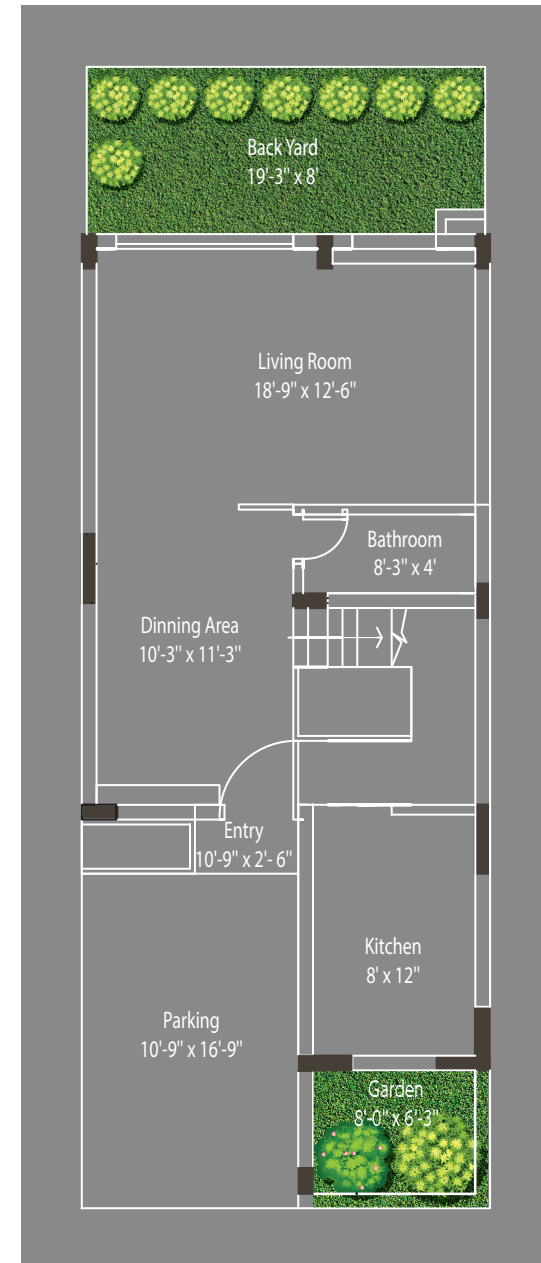 Back Yard
19'-3" x 8'
Living Room
18'-9" x 12'-6"
Bathroom
8'-3" x 4'
Dinning Area
10'-3" x 11'-3"
Entry
10'-9" x 2'- 6"
Kitchen
8' x 12"
Parking
10'-9" x 16'-9"
Garden
8'-0" x 6'-3"